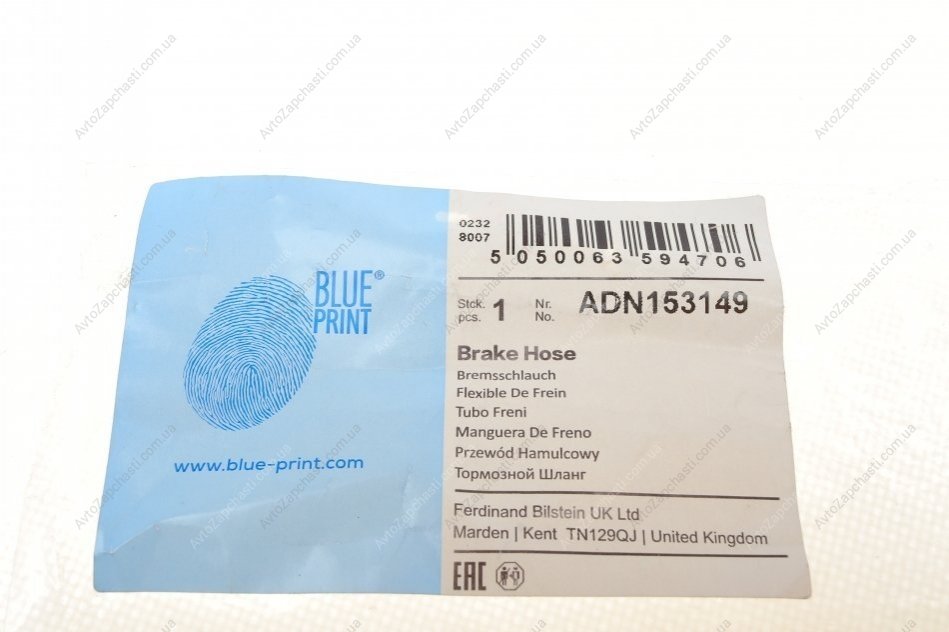 BLUE®
PRINT
www.blue-print.com
0232
8007
5 050063 594706
Stck. 1 Nr. ADN153149
pcs. No.
Brake Hose
Bremsschlauch
Flexible De Frein
Tubo Freni
Manguera De Freno
Przewód Hamulcowy
Тормозной Шланг
Ferdinand Bilstein UK Ltd
Marden | Kent TN129QJ | United Kingdom
EAC
AvtoZapchasti.com.ua